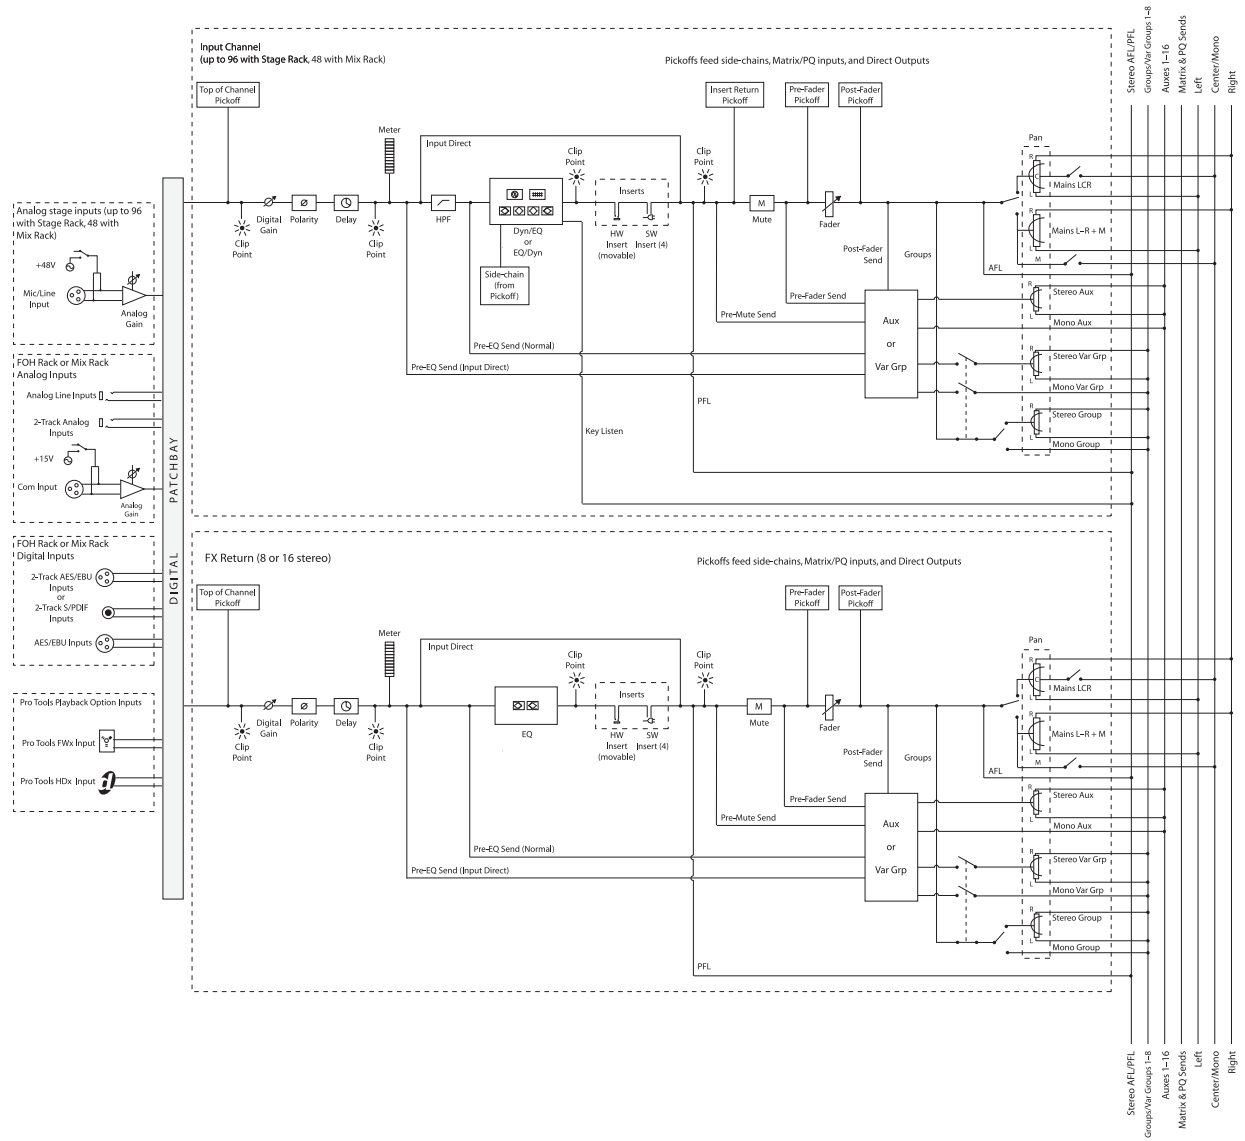 Stereo AFL/PFL
Groups/Var Groups 1–8
Auxes 1–16
Matrix & PQ Sends
Left
Center/Mono
Right
Input Channel
(up to 96 with Stage Rack, 48 with Mix Rack)
Pickoffs feed side-chains, Matrix/PQ inputs, and Direct Outputs
Top of Channel
Pickoff
Insert Return
Pickoff
Pre-Fader
Pickoff
Post-Fader
Pickoff
Meter
Input Direct
Clip
Point
Inserts
Clip
Point
Pan
R
C
Mains LCR
L
R
Mains L–R + M
L
M
Clip
Point
Digital
Gain
Polarity
Delay
Clip
Point
HPF
Dyn/EQ
or
EQ/Dyn
HW
Insert
(movable)
SW
Insert (4)
M
Mute
Fader
Side-chain
(from
Pickoff)
Post-Fader
Send
Groups
AFL
Pre-Fader Send
Pre-Mute Send
Pre-EQ Send (Normal)
Pre-EQ Send (Input Direct)
Aux
or
Var Grp
R
Stereo Aux
L
Mono Aux
R
Stereo Var Grp
L
Mono Var Grp
R
Stereo Group
L
Mono Group
PFL
Key Listen
Analog stage inputs (up to 96
with Stage Rack, 48 with
Mix Rack)
+48V
Mic/Line
Input
Analog
Gain
FOH Rack or Mix Rack
Analog Inputs
Analog Line Inputs
2-Track Analog
Inputs
+15V
Com Input
Analog
Gain
DIGITAL PATCHBAY
FOH Rack or Mix Rack
Digital Inputs
2-Track AES/EBU
Inputs
or
2-Track S/PDIF
Inputs
AES/EBU Inputs
Pro Tools Playback Option Inputs
Pro Tools FWx Input
Pro Tools HDx Input
FX Return (8 or 16 stereo)
Pickoffs feed side-chains, Matrix/PQ inputs, and Direct Outputs
Top of Channel
Pickoff
Pre-Fader
Pickoff
Post-Fader
Pickoff
Meter
Input Direct
Clip
Point
Inserts
Clip
Point
Pan
R
C
Mains LCR
L
R
Mains L–R + M
L
M
Clip
Point
Digital
Gain
Polarity
Delay
Clip
Point
EQ
HW
Insert
(movable)
SW
Insert (4)
M
Mute
Fader
Post-Fader
Send
Groups
AFL
Pre-Fader Send
Pre-Mute Send
Pre-EQ Send (Normal)
Pre-EQ Send (Input Direct)
Aux
or
Var Grp
R
Stereo Aux
L
Mono Aux
R
Stereo Var Grp
L
Mono Var Grp
R
Stereo Group
L
Mono Group
PFL
Stereo AFL/PFL
Groups/Var Groups 1–8
Auxes 1–16
Matrix & PQ Sends
Left
Center/Mono
Right